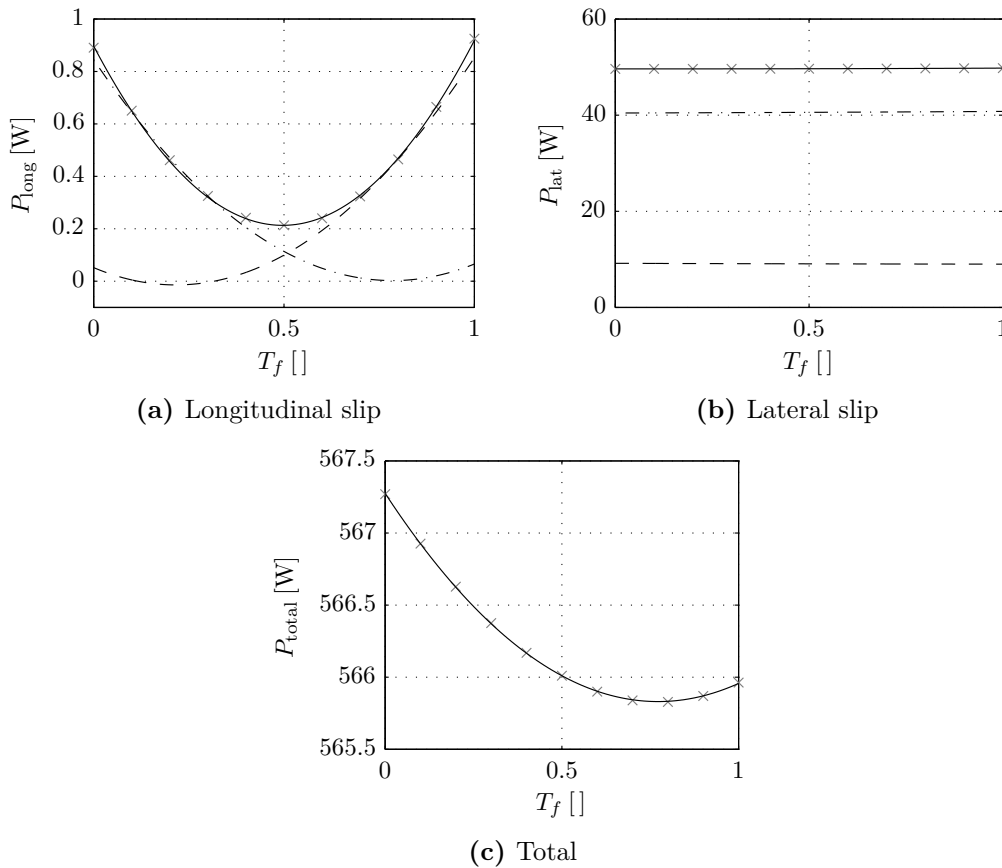 1
0.8
0.6
0.4
0.2
0
P_long [W]
0 0.5 1
T_f [ ]
(a) Longitudinal slip
60
40
20
0
P_lat [W]
0 0.5 1
T_f [ ]
(b) Lateral slip
567.5
567
566.5
566
565.5
P_total [W]
0 0.5 1
T_f [ ]
(c) Total